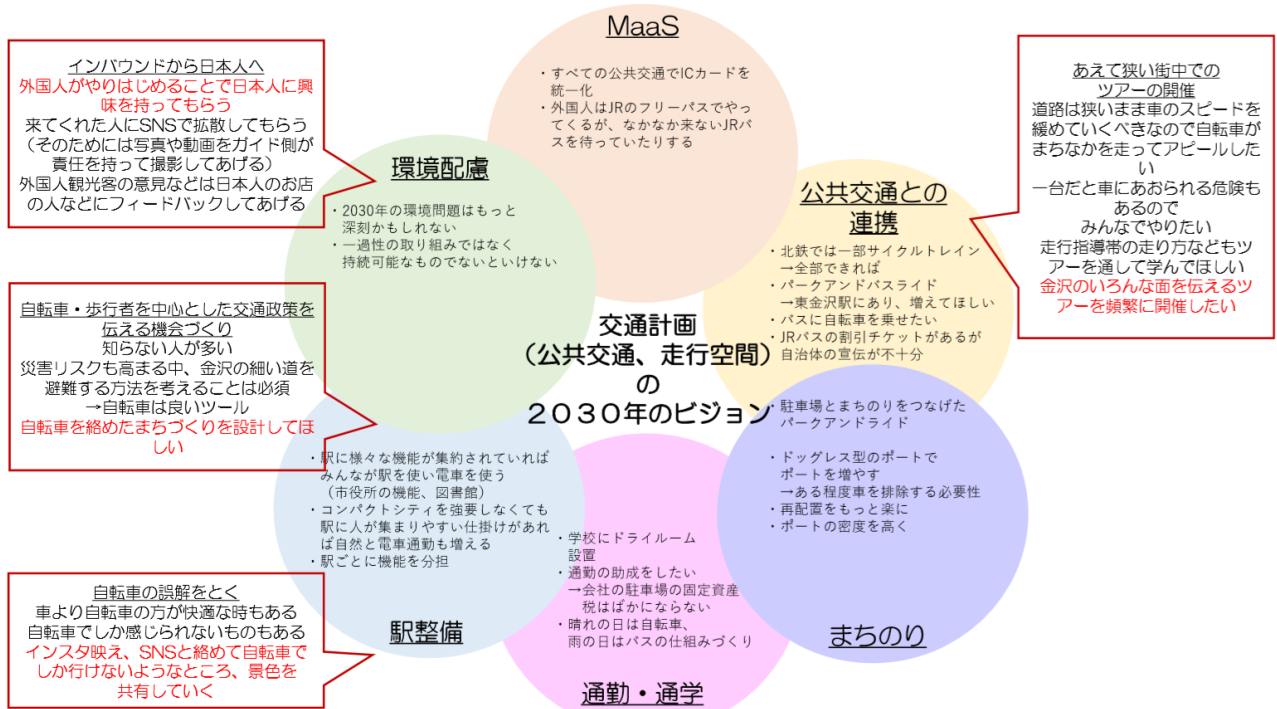 MaaS
・すべての公共交通でICカードを
統一化
・外国人はJRのフリーパスでやっ
てくるが、なかなか来ないJRバ
スを待っていたりする
インバウンドから日本人へ
外国人がやりはじめることで日本人に興
味を持ってもらう
来てくれた人にSNSで拡散してもらう
（そのためには写真や動画をガイド側が
責任を持って撮影してあげる）
外国人観光客の意見などは日本人のお店
の人などにフィードバックしてあげる
環境配慮
・2030年の環境問題はもっと
深刻かもしれない
・一過性の取り組みではなく
持続可能なものでないといけない
公共交通との
連携
・北鉄では一部サイクルトレイン
→全部できれば
・パークアンドバスライド
→東金沢駅にあり、増えてほしい
・バスに自転車を乗せたい
・JRバスの割引チケットがあるが
自治体の宣伝が不十分
あえて狭い街中での
ツアーの開催
道路は狭いまま車のスピードを
緩めていくべきなので自転車が
まちなかを走ってアピールした
い
一台だと車にあおられる危険も
あるので
みんなでやりたい
走行指導帯の走り方などもツ
アーを通して学んでほしい
金沢のいろんな面を伝えるツ
アーを頻繁に開催したい
自転車・歩行者を中心とした交通政策を
伝える機会づくり
知らない人が多い
災害リスクも高まる中、金沢の細い道を
避難する方法を考えることは必須
→自転車は良いツール
自転車を絡めたまちづくりを設計してほ
しい
交通計画
（公共交通、走行空間）
の
２０３０年のビジョン
・駐車場とまちのりをつなげた
パークアンドライド
・ドッグレス型のポートで
ポートを増やす
→ある程度車を排除する必要性
・再配置をもっと楽に
・ポートの密度を高く
まちのり
・駅に様々な機能が集約されていれば
みんなが駅を使い電車を使う
（市役所の機能、図書館）
・コンパクトシティを強要しなくても
駅に人が集まりやすい仕掛けがあれ
ば自然と電車通勤も増える
・駅ごとに機能を分担
駅整備
・学校にドライルーム
設置
・通勤の助成をしたい
→会社の駐車場の固定資産
税はばかにならない
・晴れの日は自転車、
雨の日はバスの仕組みづくり
通勤・通学
自転車の誤解をとく
車より自転車の方が快適な時もある
自転車でしか感じられないものもある
インスタ映え、SNSと絡めて自転車で
しか行けないようなところ、景色を
共有していく